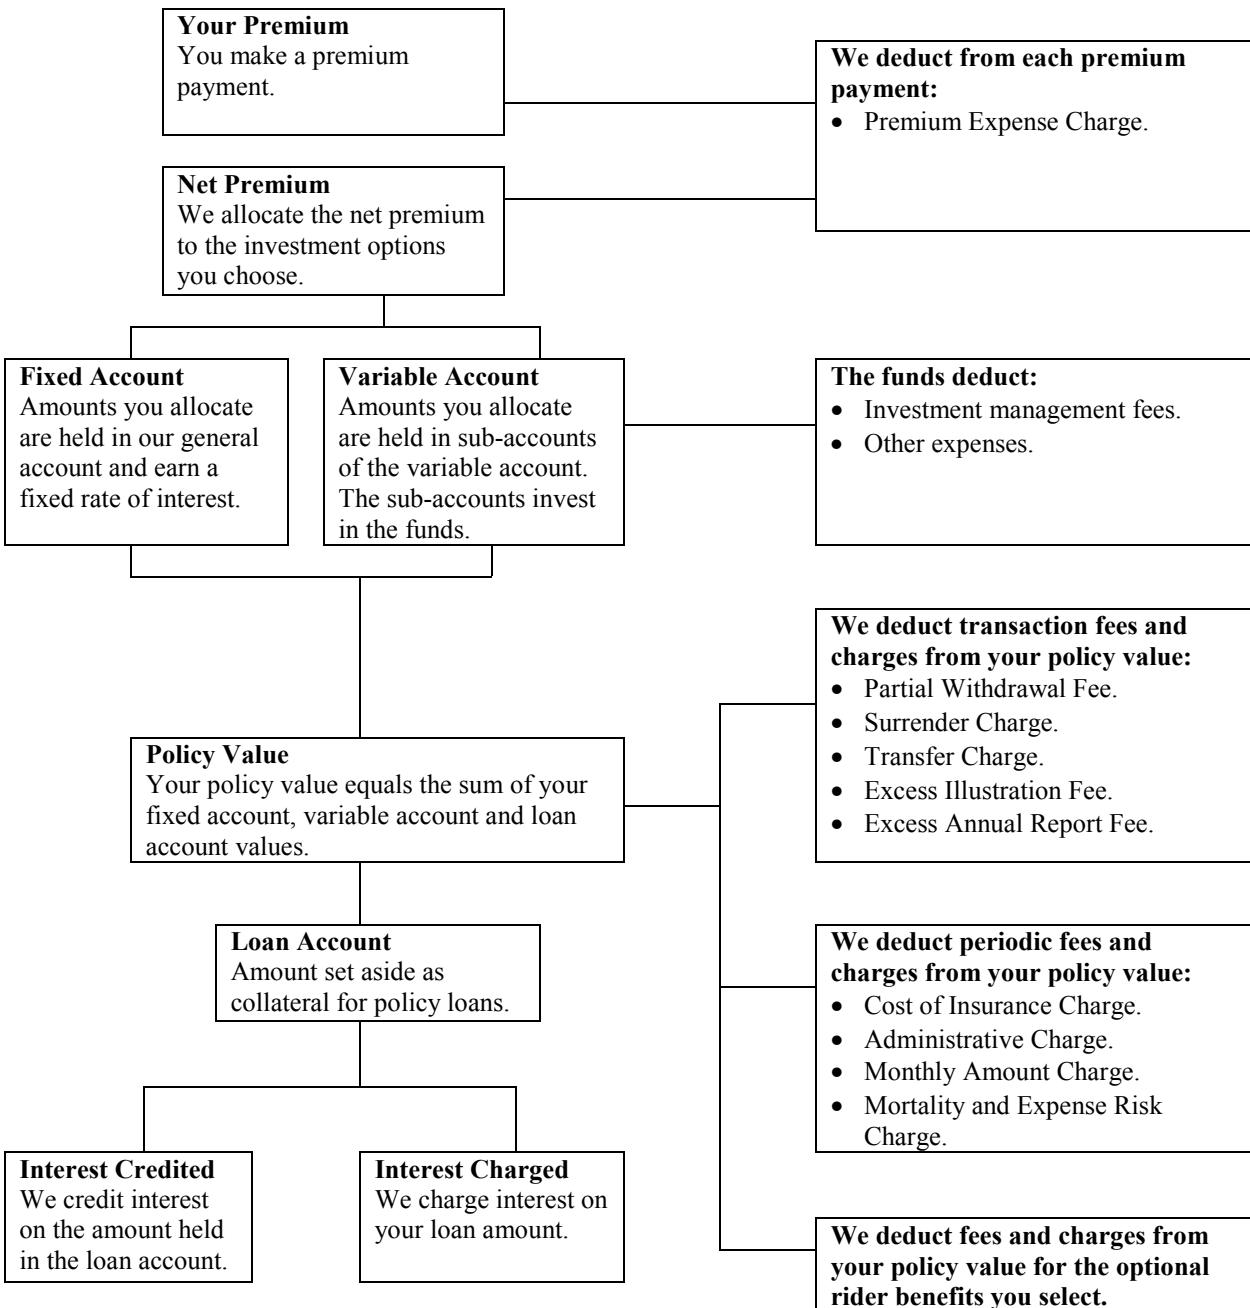 Your Premium
You make a premium
payment.
We deduct from each premium
payment:
• Premium Expense Charge.
Net Premium
We allocate the net premium
to the investment options
you choose.
Fixed Account
Amounts you allocate
are held in our general
account and earn a
fixed rate of interest.
Variable Account
Amounts you allocate
are held in sub-accounts
of the variable account.
The sub-accounts invest
in the funds.
The funds deduct:
• Investment management fees.
• Other expenses.
We deduct transaction fees and
charges from your policy value:
• Partial Withdrawal Fee.
• Surrender Charge.
• Transfer Charge.
• Excess Illustration Fee.
• Excess Annual Report Fee.
Policy Value
Your policy value equals the sum of your
fixed account, variable account and loan
account values.
Loan Account
Amount set aside as
collateral for policy loans.
We deduct periodic fees and
charges from your policy value:
• Cost of Insurance Charge.
• Administrative Charge.
• Monthly Amount Charge.
• Mortality and Expense Risk
Charge.
Interest Credited
We credit interest
on the amount held
in the loan account.
Interest Charged
We charge interest on
your loan amount.
We deduct fees and charges from
your policy value for the optional
rider benefits you select.